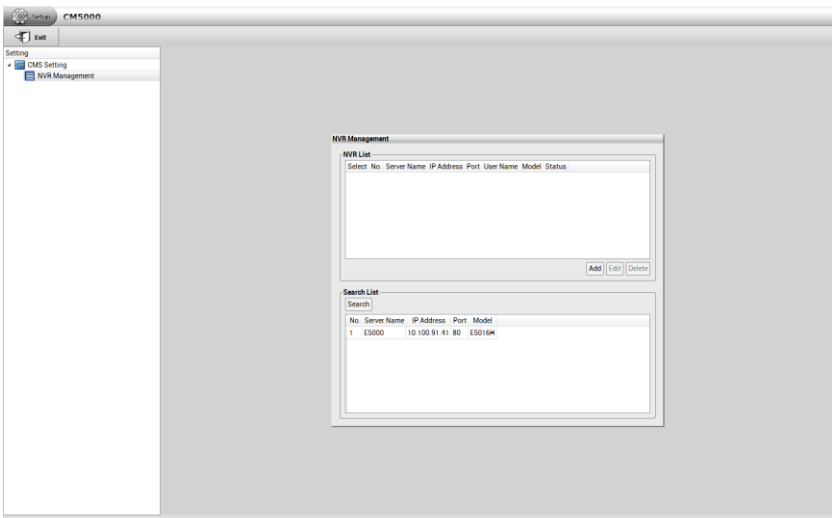 Setup CM5000
Exit
Setting
CMS Setting
NVR Management
NVR Management
NVR List
Select No. Server Name IP Address Port User Name Model Status
Add Edit Delete
Search List
Search
No. Server Name IP Address Port Model
1 E5000 10.100.91.41 80 E5016H